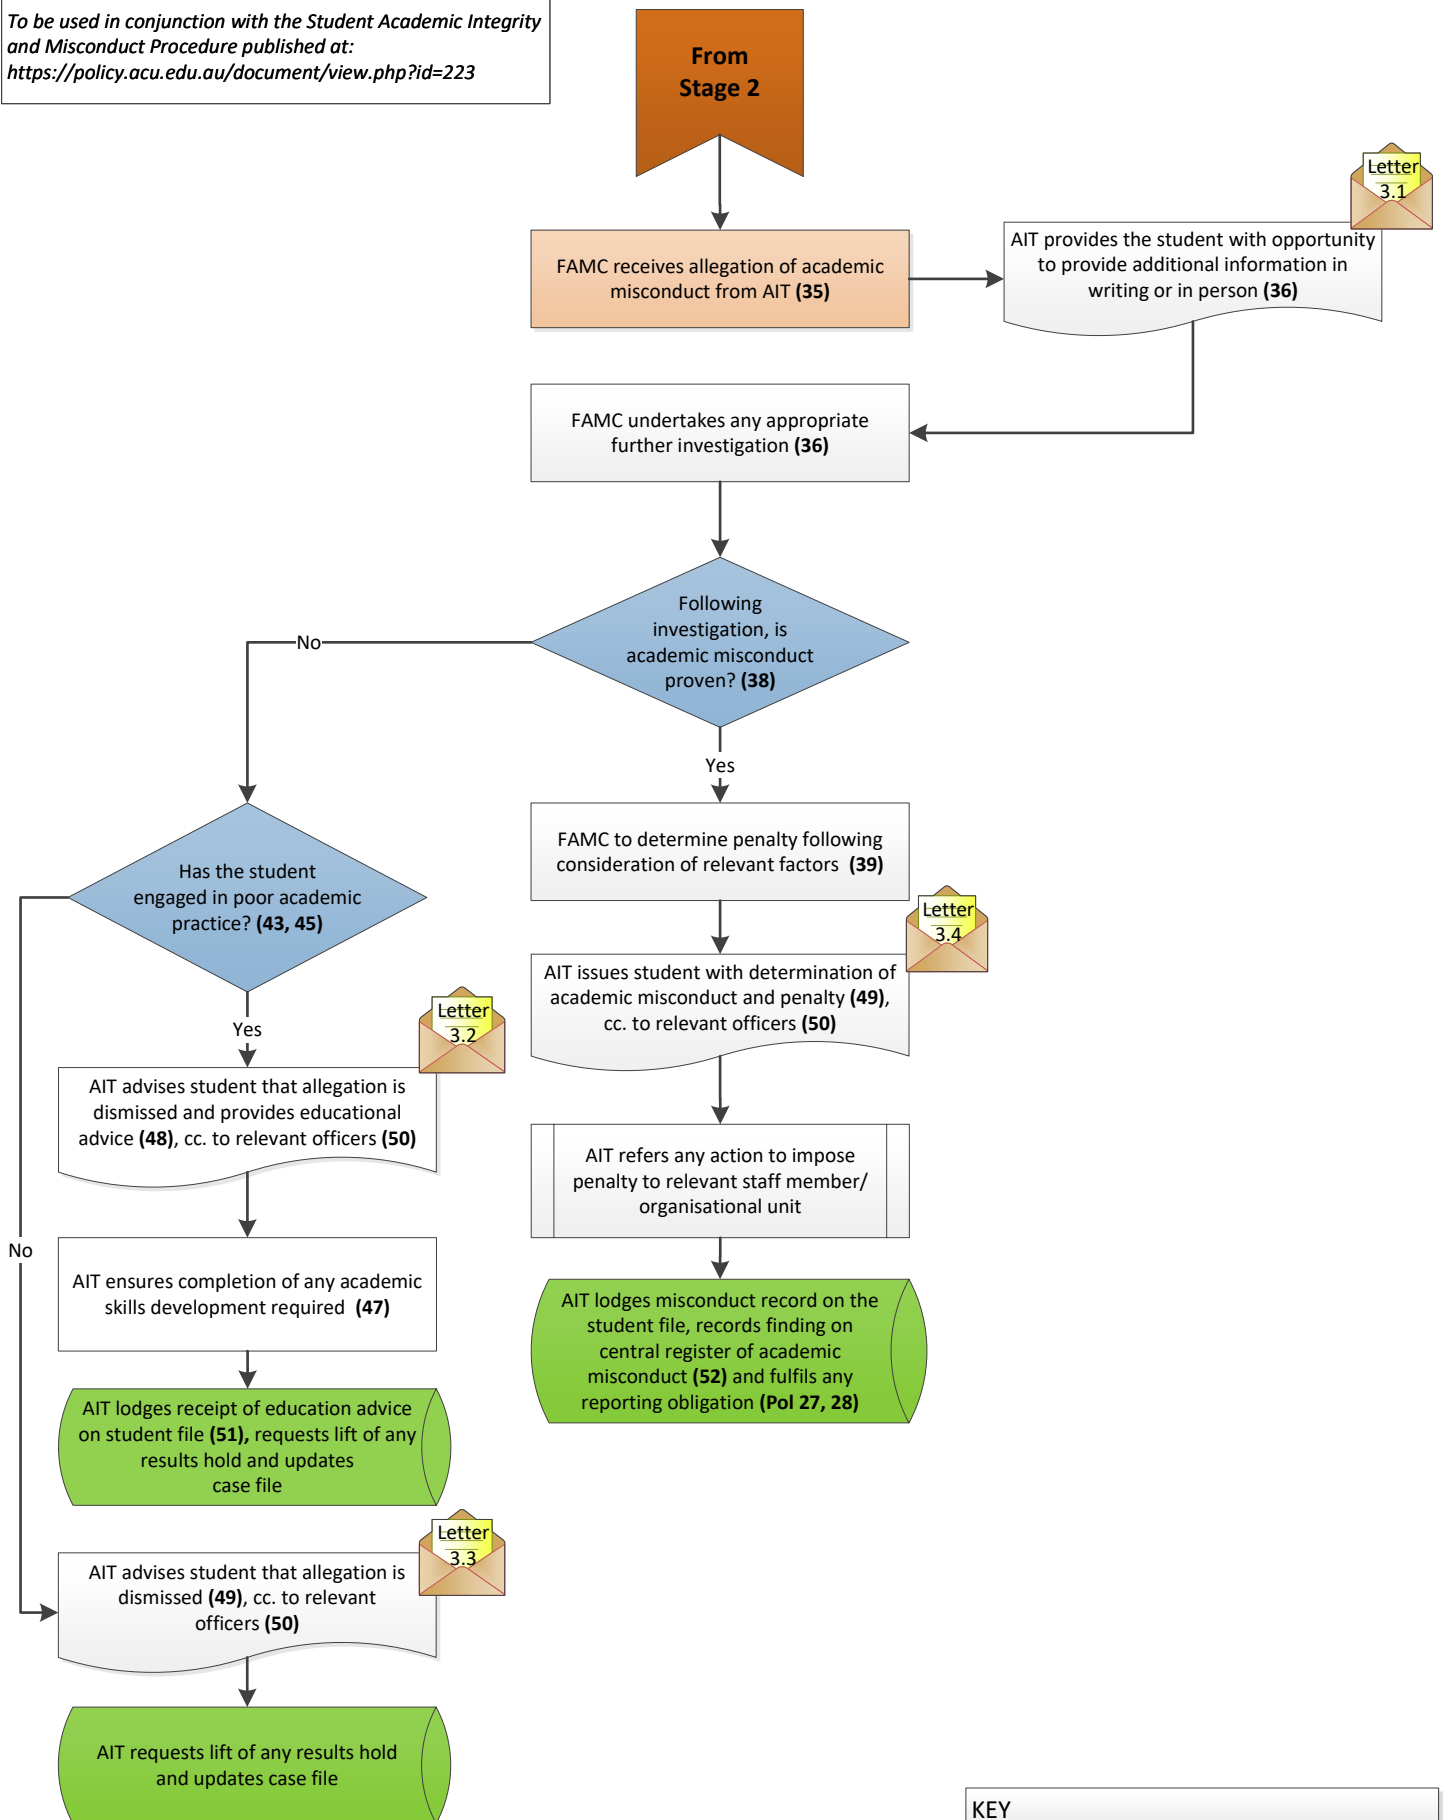 To be used in conjunction with the Student Academic Integrity
and Misconduct Procedure published at:
https://policy.acu.edu.au/document/view.php?id=223
From
Stage 2
Letter
3.1
FAMC receives allegation of academic
misconduct from AIT (35)
AIT provides the student with opportunity
to provide additional information in
writing or in person (36)
FAMC undertakes any appropriate
further investigation (36)
Following
investigation, is
academic misconduct
proven? (38)
No
Yes
Has the student
engaged in poor academic
practice? (43, 45)
FAMC to determine penalty following
consideration of relevant factors (39)
Letter
3.4
AIT issues student with determination of
academic misconduct and penalty (49),
cc. to relevant officers (50)
Yes
Letter
3.2
AIT advises student that allegation is
dismissed and provides educational
advice (48), cc. to relevant officers (50)
AIT refers any action to impose
penalty to relevant staff member/
organisational unit
No
AIT ensures completion of any academic
skills development required (47)
AIT lodges misconduct record on the
student file, records finding on
central register of academic
misconduct (52) and fulfils any
reporting obligation (Pol 27, 28)
AIT lodges receipt of education advice
on student file (51), requests lift of any
results hold and updates
case file
Letter
3.3
AIT advises student that allegation is
dismissed (49), cc. to relevant
officers (50)
AIT requests lift of any results hold
and updates case file
KEY